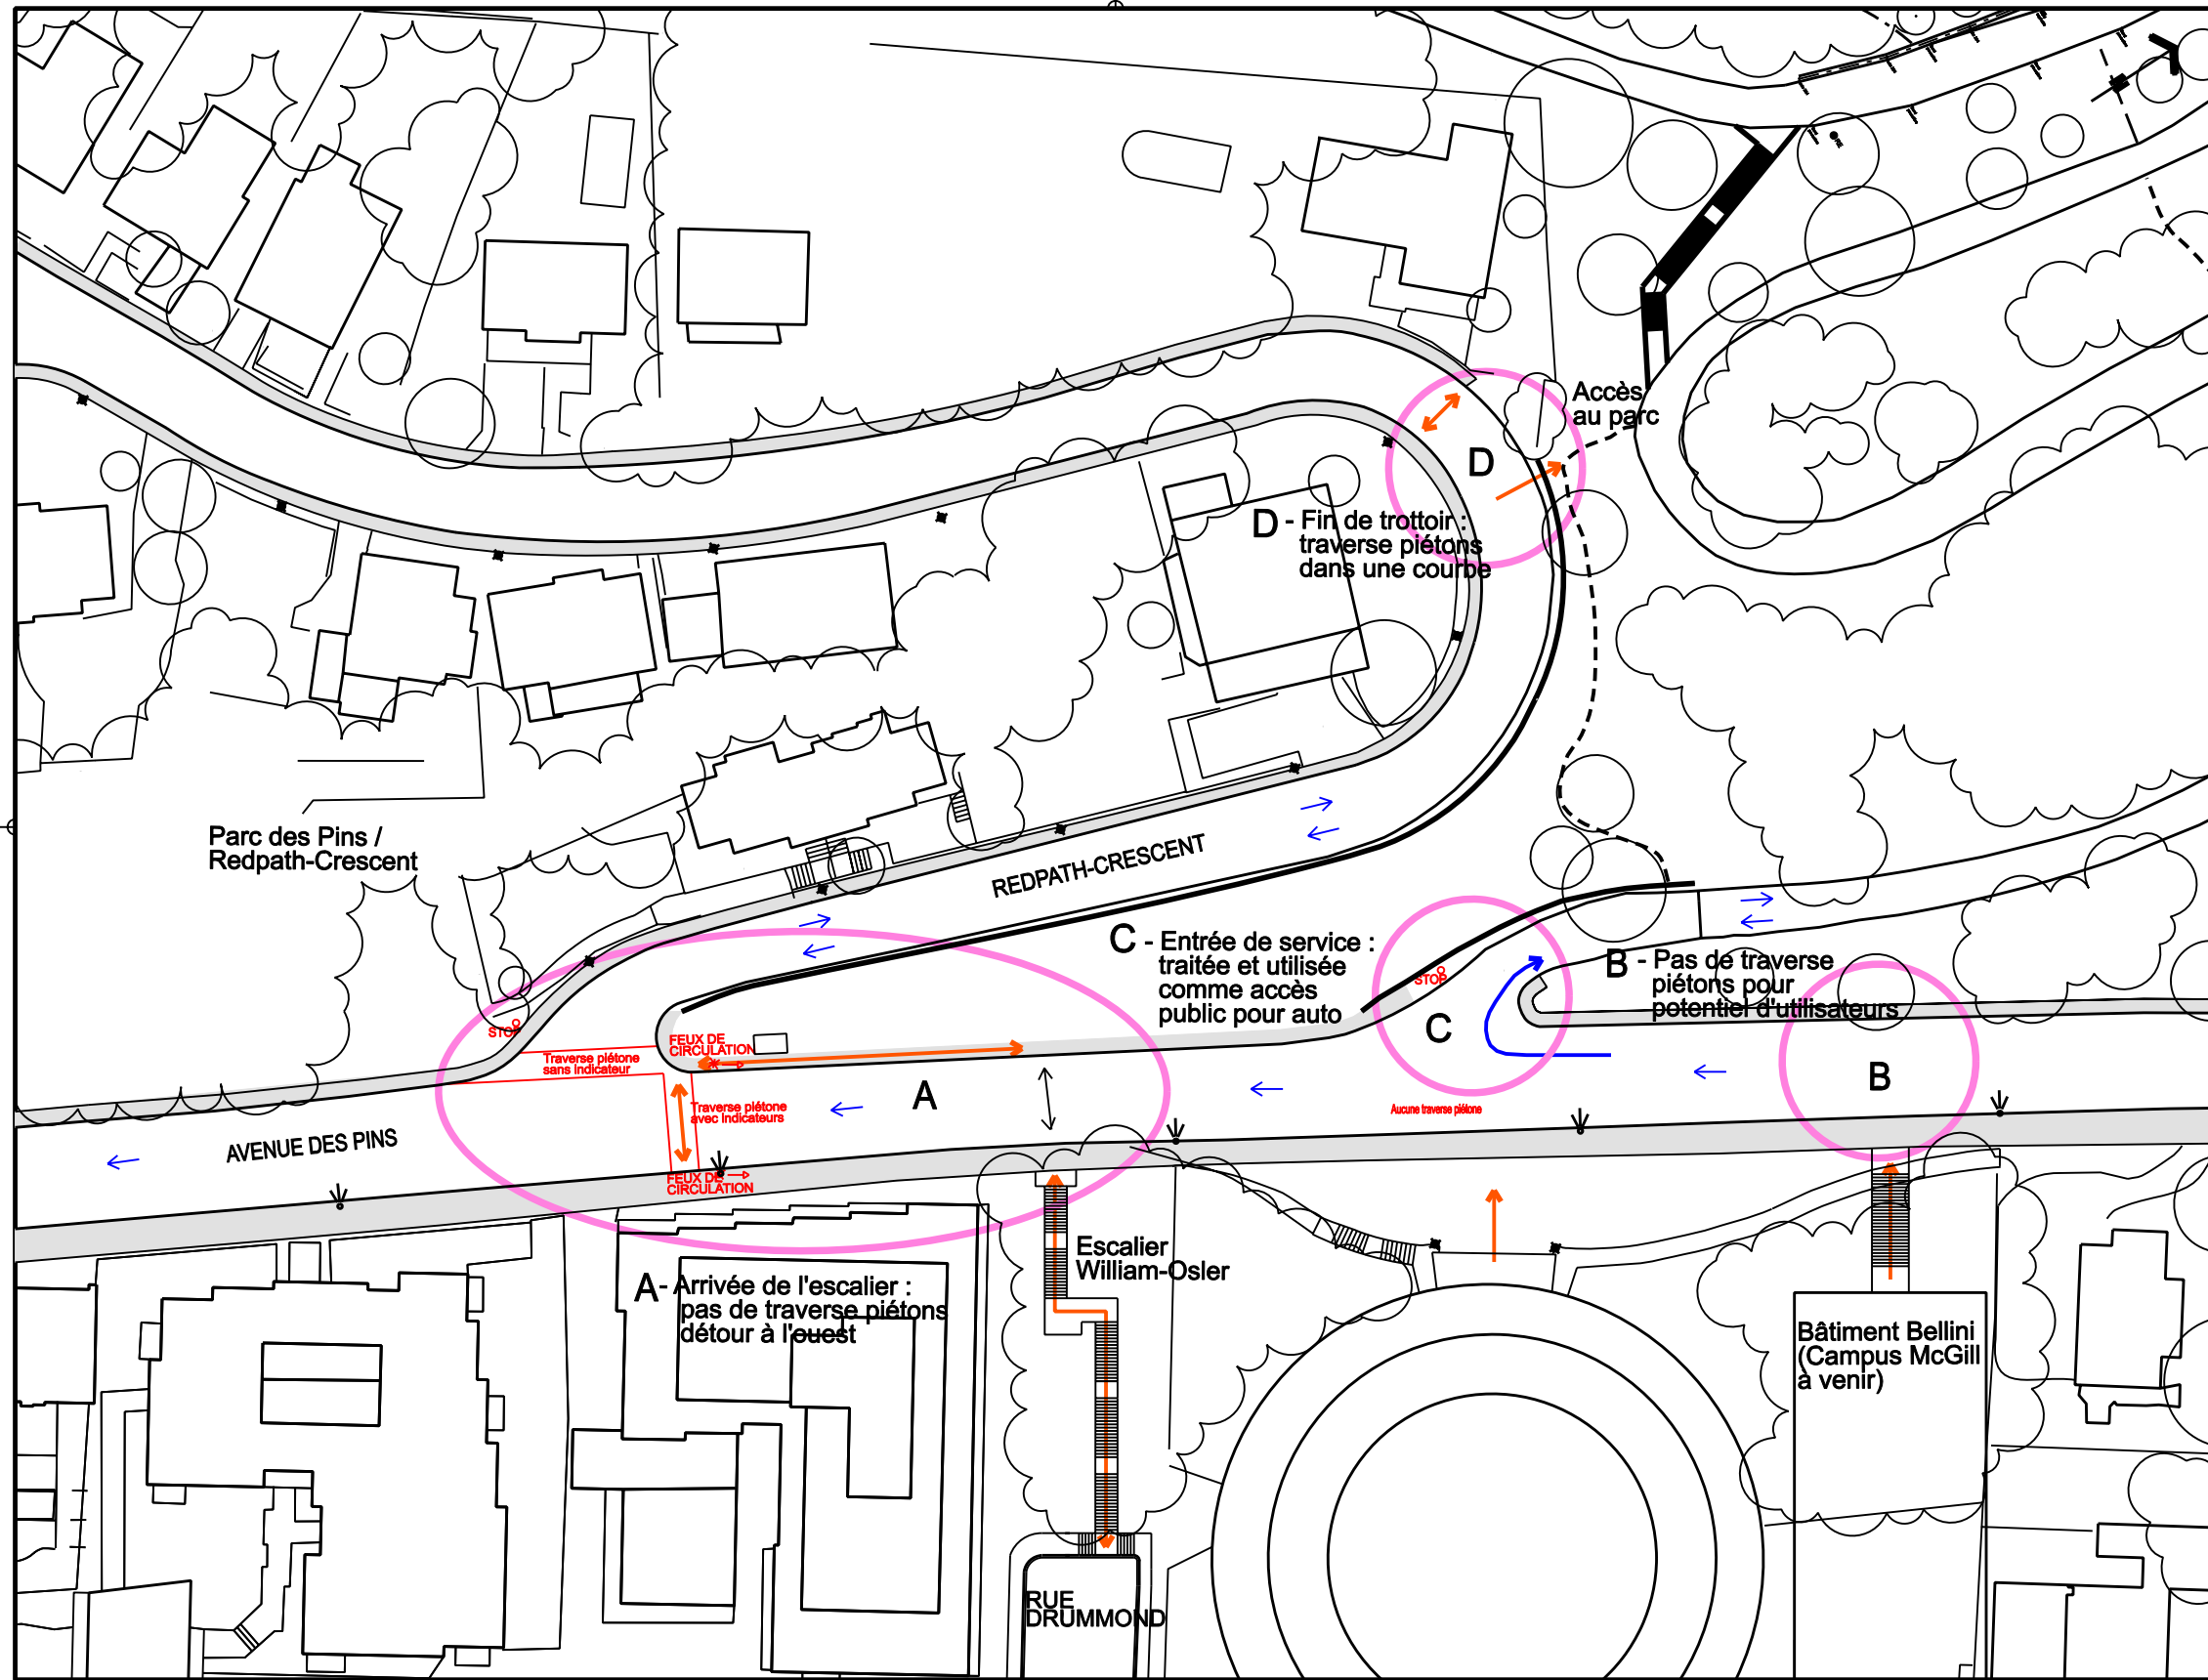 Accès
au parc
D
D - Fin de trottoir :
traverse piétons
dans une courbe
Parc des Pins /
Redpath-Crescent
REDPATH-CRESCENT
C - Entrée de service :
traitée et utilisée
comme accès
public pour auto
STOP
C
B - Pas de traverse
piétons pour
potentiel d'utilisateurs
STOP
FEUX DE
CIRCULATION
Traverse piétone
sans indicateur
A
B
Traverse piétone
avec indicateurs
Aucune traverse piétone
AVENUE DES PINS
FEUX DE
CIRCULATION
Escalier
William-Osler
A - Arrivée de l'escalier :
pas de traverse piétons
détour à l'ouest
Bâtiment Bellini
(Campus McGill
à venir)
RUE
DRUMMOND